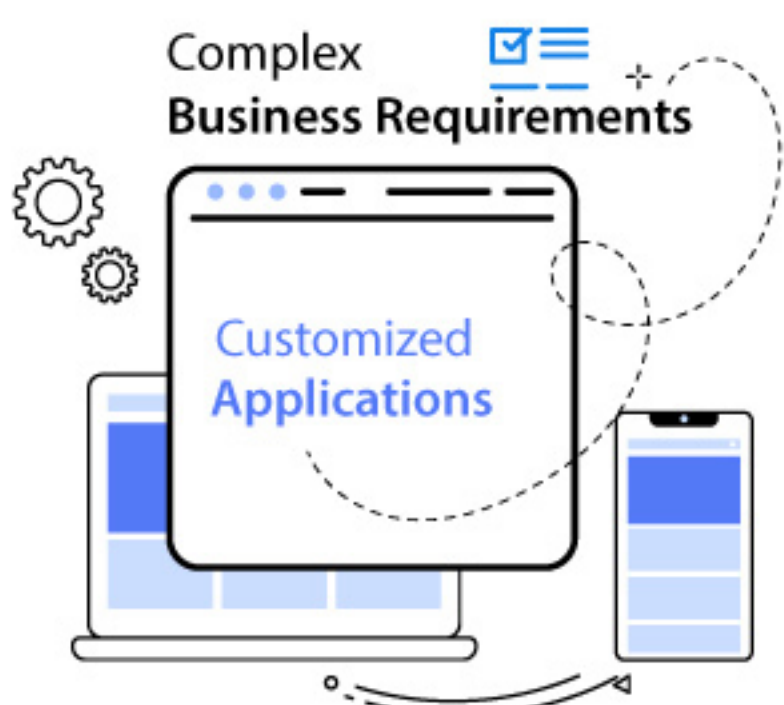 Complex
Business Requirements
Customized
Applications